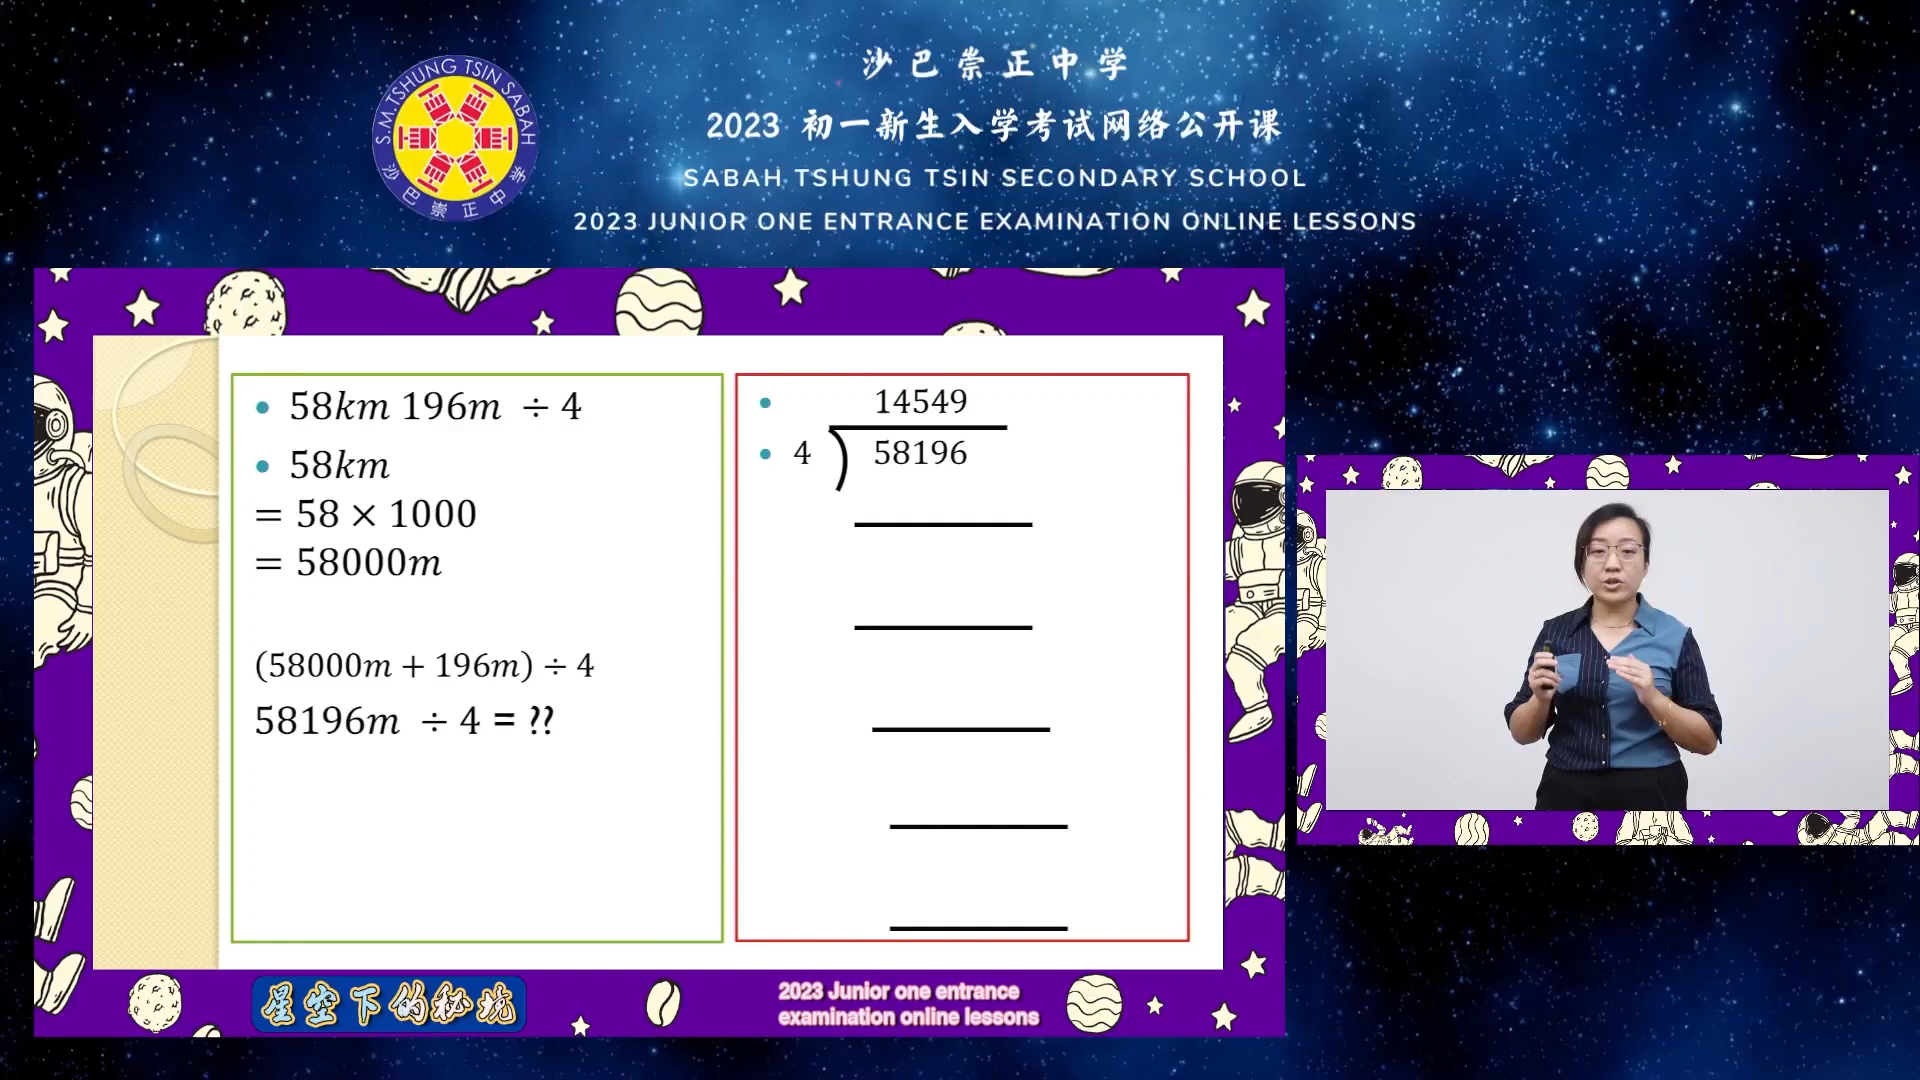 沙巴崇正中学
2023 初一新生入学考试网络公开课
SABAH TSHUNG TSIN SECONDARY SCHOOL
2023 JUNIOR ONE ENTRANCE EXAMINATION ONLINE LESSONS
S.M. TSHUNG TSIN SABAH
沙巴崇正中学
• 58km 196m ÷ 4
• 58km
= 58 × 1000
= 58000m
(58000m + 196m) ÷ 4
58196m ÷ 4 = ??
• 14549
• 4 ) 58196
星空下的秘境
2023 Junior one entrance
examination online lessons